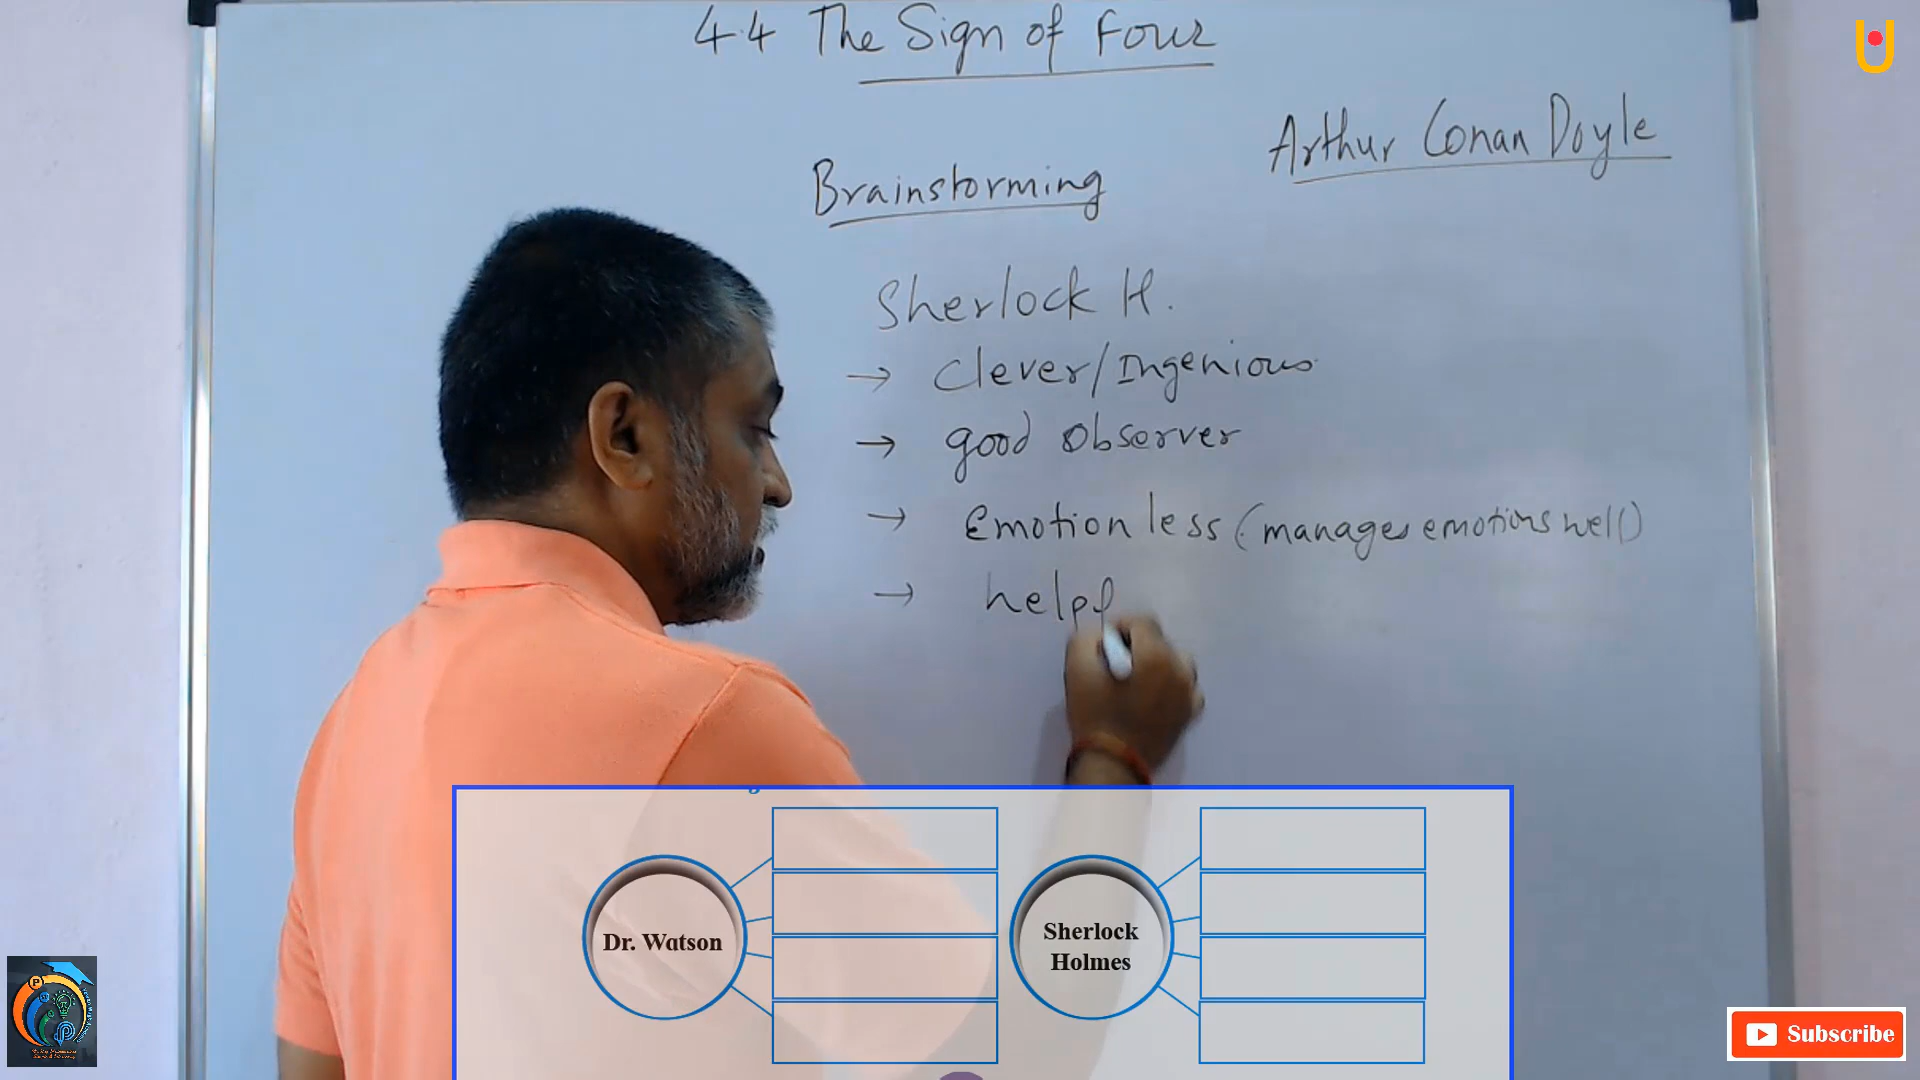 4.4 The Sign of Four
Arthur Conan Doyle
Brainstorming
Sherlock H.
→ Clever/Ingenious
→ good Observer
→ Emotionless (manages emotions well)
→ helpf
Dr. Watson
Sherlock
Holmes
Subscribe